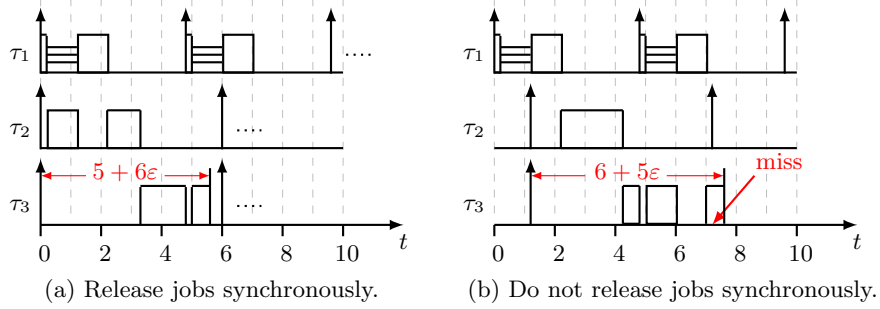 τ1 ....
τ2 ....
5 + 6ε
τ3 ....
0 2 4 6 8 10 t
(a) Release jobs synchronously.
τ1
τ2
6 + 5ε miss
τ3
0 2 4 6 8 10 t
(b) Do not release jobs synchronously.